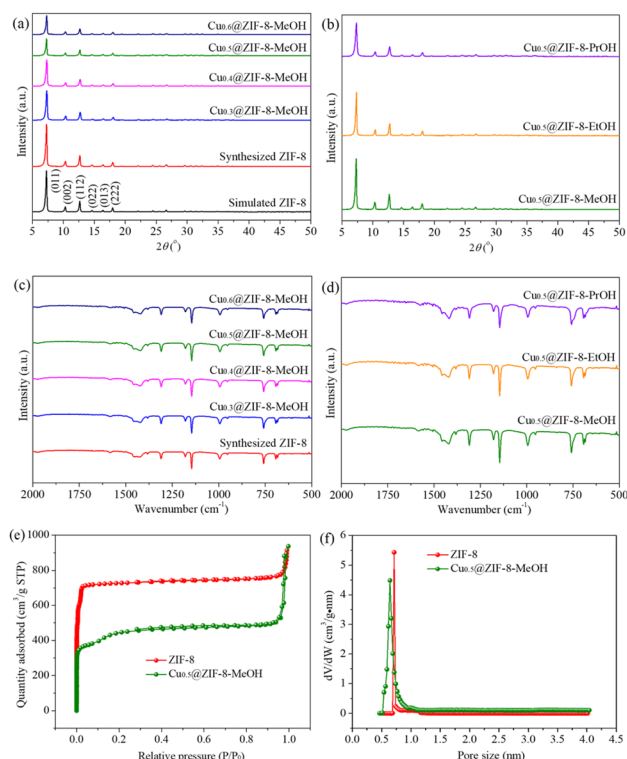 (a)
Cu0.6@ZIF-8-MeOH
Cu0.5@ZIF-8-MeOH
Cu0.4@ZIF-8-MeOH
Cu0.3@ZIF-8-MeOH
Synthesized ZIF-8
(011)
(002)
(112)
(022)
(013)
(222)
Simulated ZIF-8
Intensity (a.u.)
5 10 15 20 25 30 35 40 45 50
2θ (°)
(b)
Cu0.5@ZIF-8-PrOH
Cu0.5@ZIF-8-EtOH
Cu0.5@ZIF-8-MeOH
Intensity (a.u.)
5 10 15 20 25 30 35 40 45 50
2θ (°)
(c)
Cu0.6@ZIF-8-MeOH
Cu0.5@ZIF-8-MeOH
Cu0.4@ZIF-8-MeOH
Cu0.3@ZIF-8-MeOH
Synthesized ZIF-8
Intensity (a.u.)
2000 1750 1500 1250 1000 750 500
Wavenumber (cm-1)
(d)
Cu0.5@ZIF-8-PrOH
Cu0.5@ZIF-8-EtOH
Cu0.5@ZIF-8-MeOH
Intensity (a.u.)
2000 1750 1500 1250 1000 750 500
Wavenumber (cm-1)
(e)
1000
800
600
400
200
0
Quantity adsorbed (cm3/g STP)
ZIF-8
Cu0.5@ZIF-8-MeOH
0.0 0.2 0.4 0.6 0.8 1.0
Relative pressure (P/P0)
(f)
6
5
4
3
2
1
0
dV/dW (cm3/g•nm)
ZIF-8
Cu0.5@ZIF-8-MeOH
0.0 0.5 1.0 1.5 2.0 2.5 3.0 3.5 4.0 4.5
Pore size (nm)